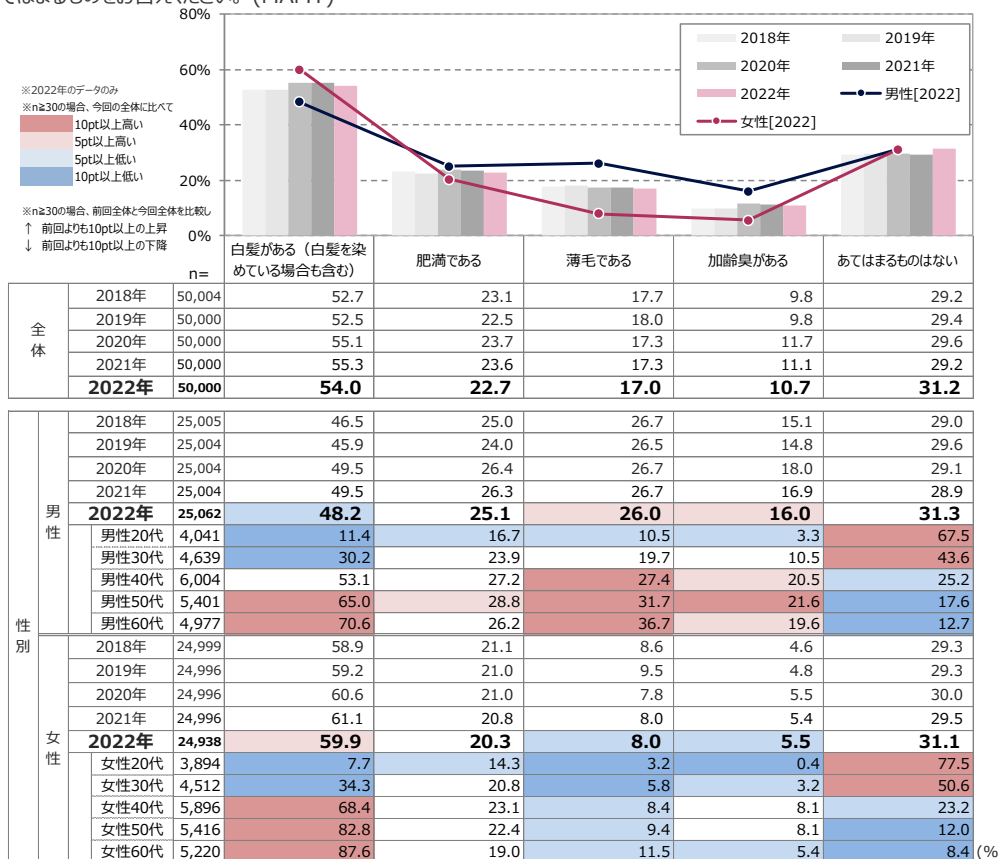 80%
60%
40%
20%
0%
2018年 2019年
2020年 2021年
2022年 男性[2022]
女性[2022]
※2022年のデータのみ
※n≧30の場合、今回の全体に比べて
10pt以上高い
5pt以上高い
5pt以上低い
10pt以上低い
※n≧30の場合、前回全体と今回全体を比較し
↑ 前回よりも10pt以上の上昇
↓ 前回よりも10pt以上の下降
n= 白髪がある（白髪を染めている場合も含む） 肥満である 薄毛である 加齢臭がある あてはまるものはない
全体
2018年 50,004 52.7 23.1 17.7 9.8 29.2
2019年 50,000 52.5 22.5 18.0 9.8 29.4
2020年 50,000 55.1 23.7 17.3 11.7 29.6
2021年 50,000 55.3 23.6 17.3 11.1 29.2
2022年 50,000 54.0 22.7 17.0 10.7 31.2
性別
男性
2018年 25,005 46.5 25.0 26.7 15.1 29.0
2019年 25,004 45.9 24.0 26.5 14.8 29.6
2020年 25,004 49.5 26.4 26.7 18.0 29.1
2021年 25,004 49.5 26.3 26.7 16.9 28.9
2022年 25,062 48.2 25.1 26.0 16.0 31.3
男性20代 4,041 11.4 16.7 10.5 3.3 67.5
男性30代 4,639 30.2 23.9 19.7 10.5 43.6
男性40代 6,004 53.1 27.2 27.4 20.5 25.2
男性50代 5,401 65.0 28.8 31.7 21.6 17.6
男性60代 4,977 70.6 26.2 36.7 19.6 12.7
女性
2018年 24,999 58.9 21.1 8.6 4.6 29.3
2019年 24,996 59.2 21.0 9.5 4.8 29.3
2020年 24,996 60.6 21.0 7.8 5.5 30.0
2021年 24,996 61.1 20.8 8.0 5.4 29.5
2022年 24,938 59.9 20.3 8.0 5.5 31.1
女性20代 3,894 7.7 14.3 3.2 0.4 77.5
女性30代 4,512 34.3 20.8 5.8 3.2 50.6
女性40代 5,896 68.4 23.1 8.4 8.1 23.2
女性50代 5,416 82.8 22.4 9.4 8.1 12.0
女性60代 5,220 87.6 19.0 11.5 5.4 8.4 (%